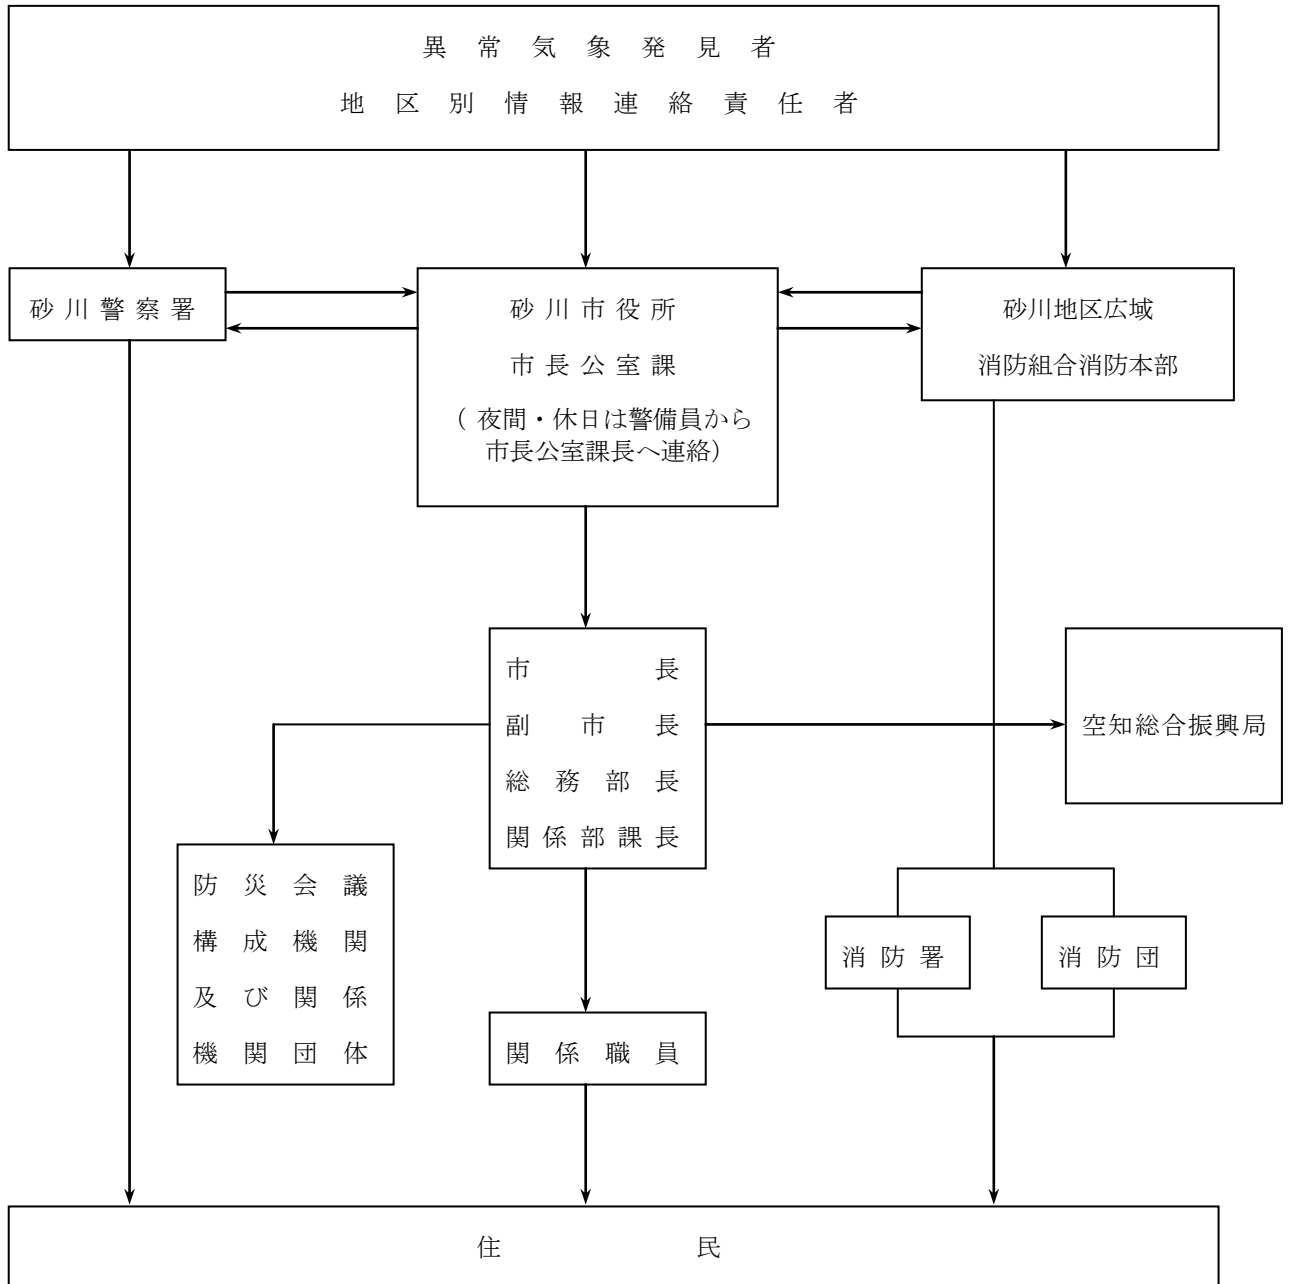 異常気象発見者
地区別情報連絡責任者
砂川警察署
砂川市役所
市長公室課
（夜間・休日は警備員から
市長公室課長へ連絡）
砂川地区広域
消防組合消防本部
市長
副市長
総務部長
関係部課長
空知総合振興局
防災会議
構成機関
及び関係
機関団体
消防署
消防団
関係職員
住民